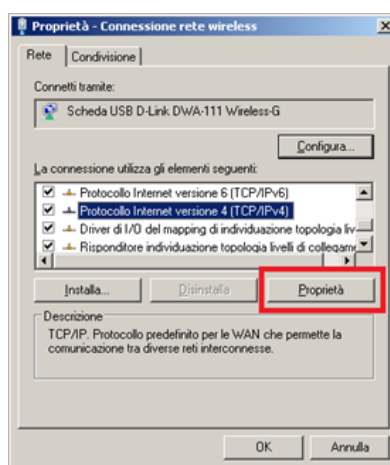 Proprietà - Connessione rete wireless
Rete Condivisione
Connetti tramite:
Scheda USB D-Link DWA-111 Wireless-G
Configura...
La connessione utilizza gli elementi seguenti:
Protocollo Internet versione 6 (TCP/IPv6)
Protocollo Internet versione 4 (TCP/IPv4)
Driver di I/O del mapping di individuazione topologia liv
Risponditore individuazione topologia livelli di collegame
Installa... Disinstalla Proprietà
Descrizione
TCP/IP. Protocollo predefinito per le WAN che permette la
comunicazione tra diverse reti interconnesse.
OK Annulla